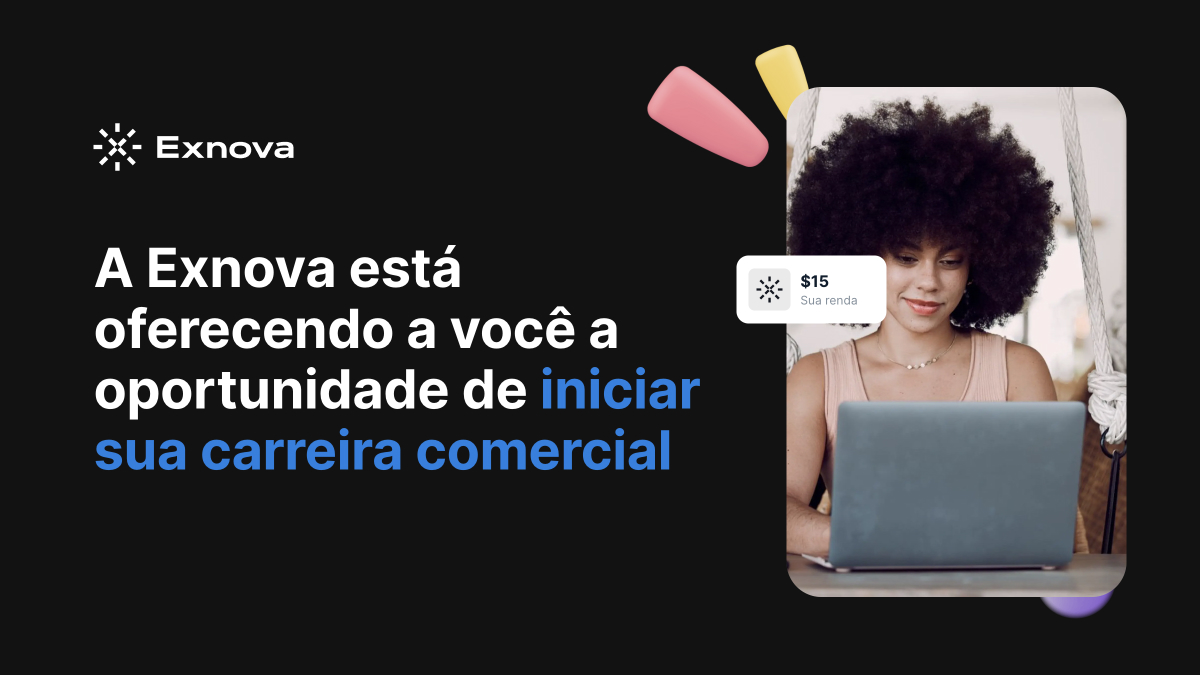 Exnova
A Exnova está
oferecendo a você a
oportunidade de iniciar
sua carreira comercial
$15
Sua renda